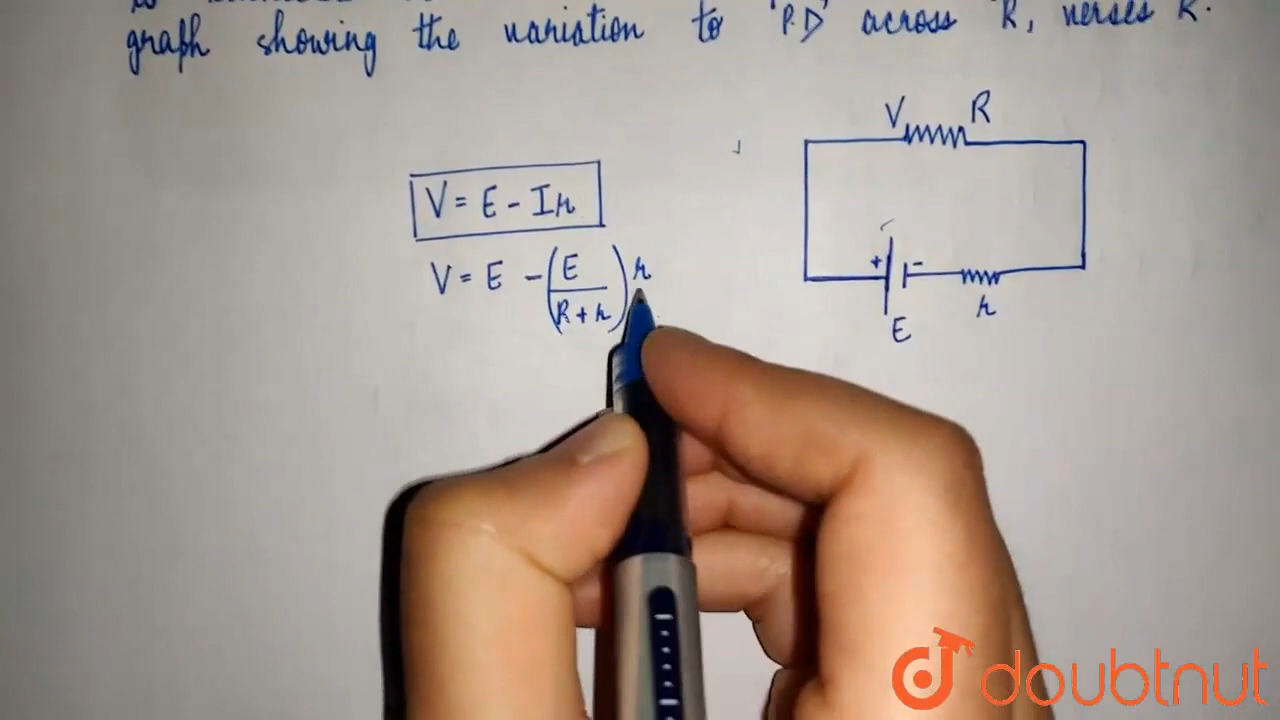 graph showing the variation to 'P.D' across R, verses R.
V R
V = E - Ir
V = E - (E/R+r) r
+ -
r
E
doubtnut